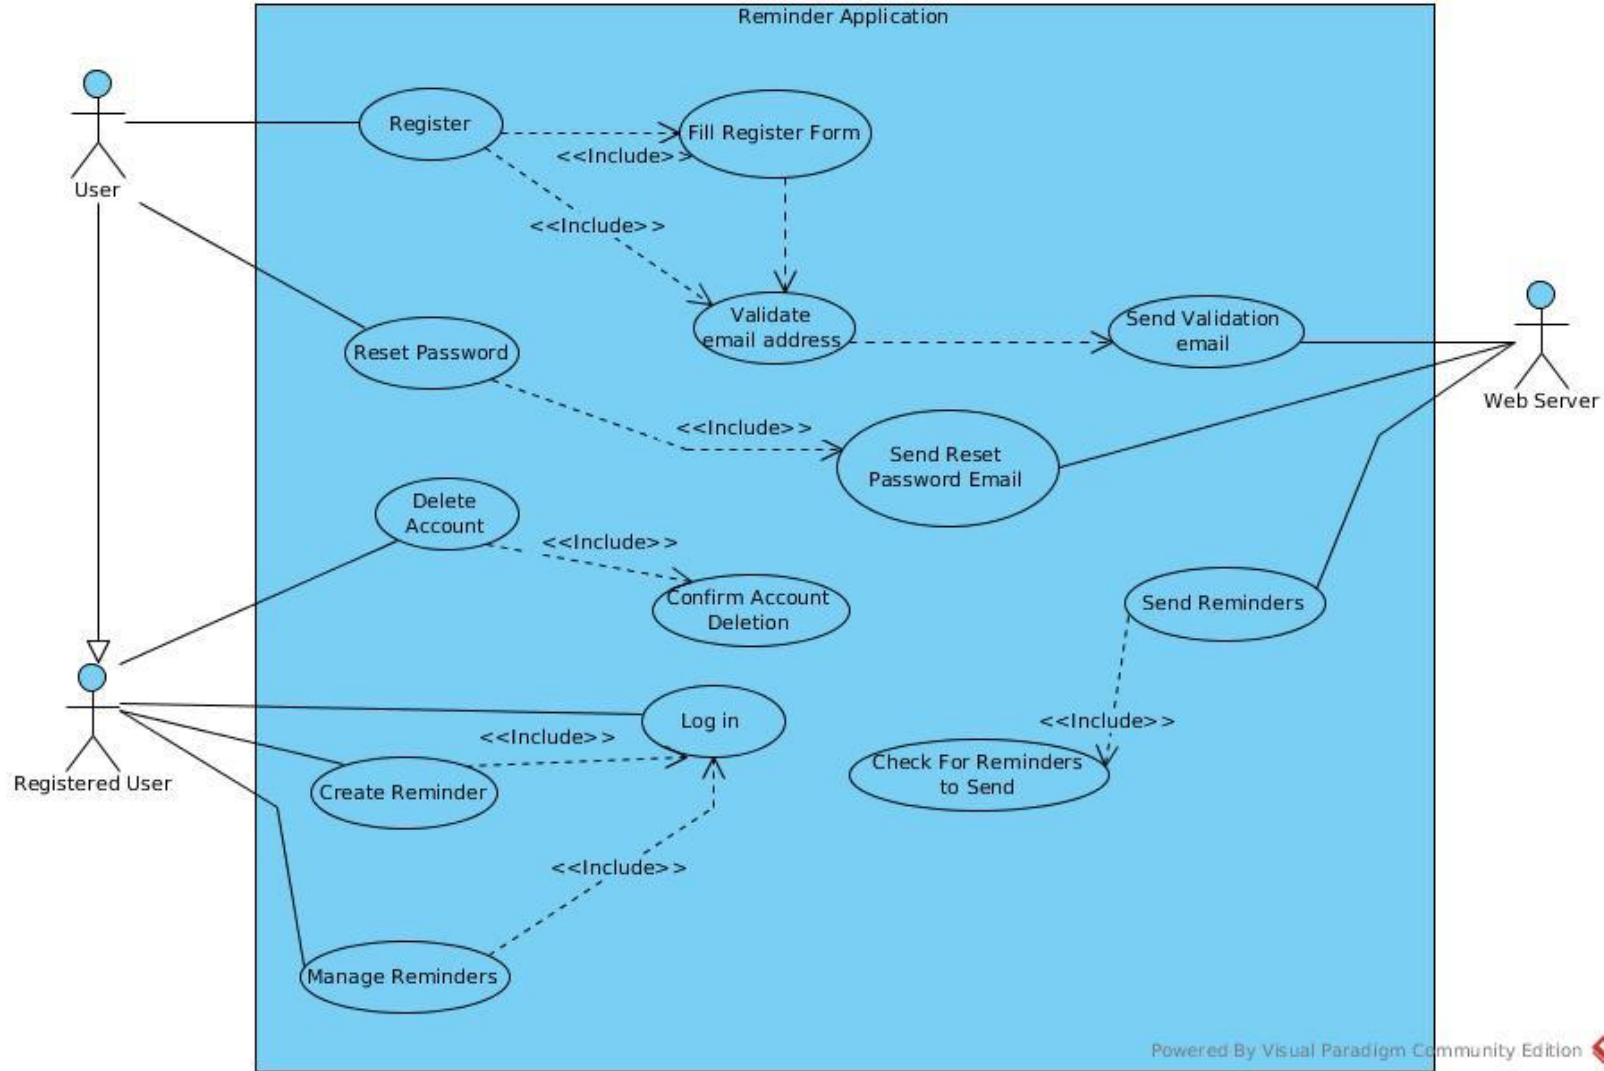 Reminder Application
Register
Fill Register Form
<<Include>>
User
<<Include>>
Validate
email address
Send Validation
email
Reset Password
Web Server
<<Include>>
Send Reset
Password Email
Delete
Account
<<Include>>
Confirm Account
Deletion
Send Reminders
Log in
<<Include>>
<<Include>>
Check For Reminders
to Send
Registered User
Create Reminder
<<Include>>
Manage Reminders
Powered By Visual Paradigm Community Edition